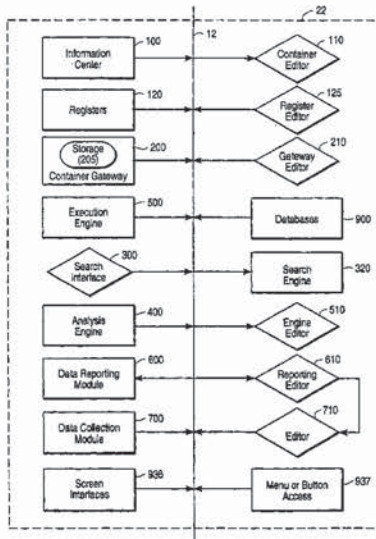 12
22
100
Information
Center
110
Container
Editor
120
Registers
125
Register
Editor
Storage
(205)
200
Container Gateway
210
Gateway
Editor
500
Execution
Engine
Databases
900
300
Search
Interface
320
Search
Engine
400
Analysis
Engine
510
Engine
Editor
600
Data Reporting
Module
610
Reporting
Editor
700
Data Collection
Module
710
Editor
936
Screen
Interfaces
937
Menu or Button
Access